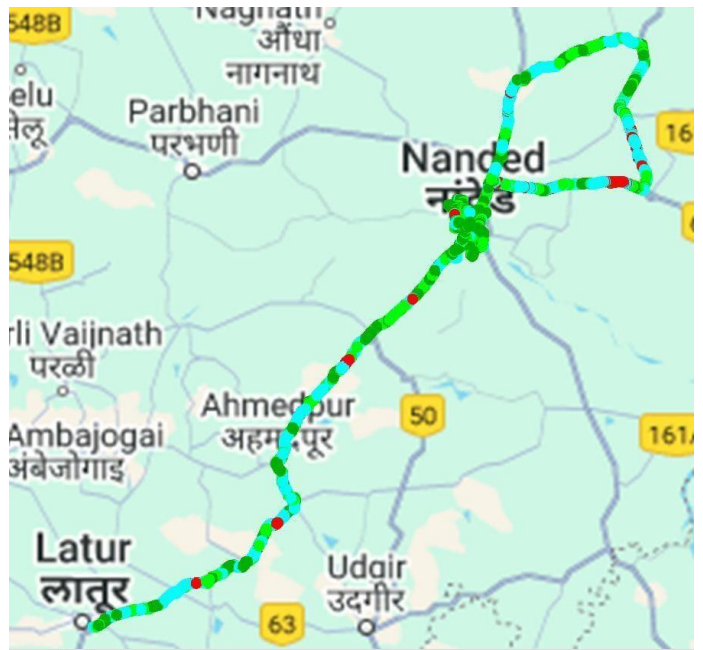 Naghath
548B
औंधा
नागनाथ
elu
सेलू
Parbhani
परभणी
16
Nanded
नांदेड
548B
rli Vaijnath
परळी
Ahmedpur
अहमदपूर
50
Ambajogai
अंबेजोगाई
161A
Latur
लातूर
Udgir
उदगीर
63